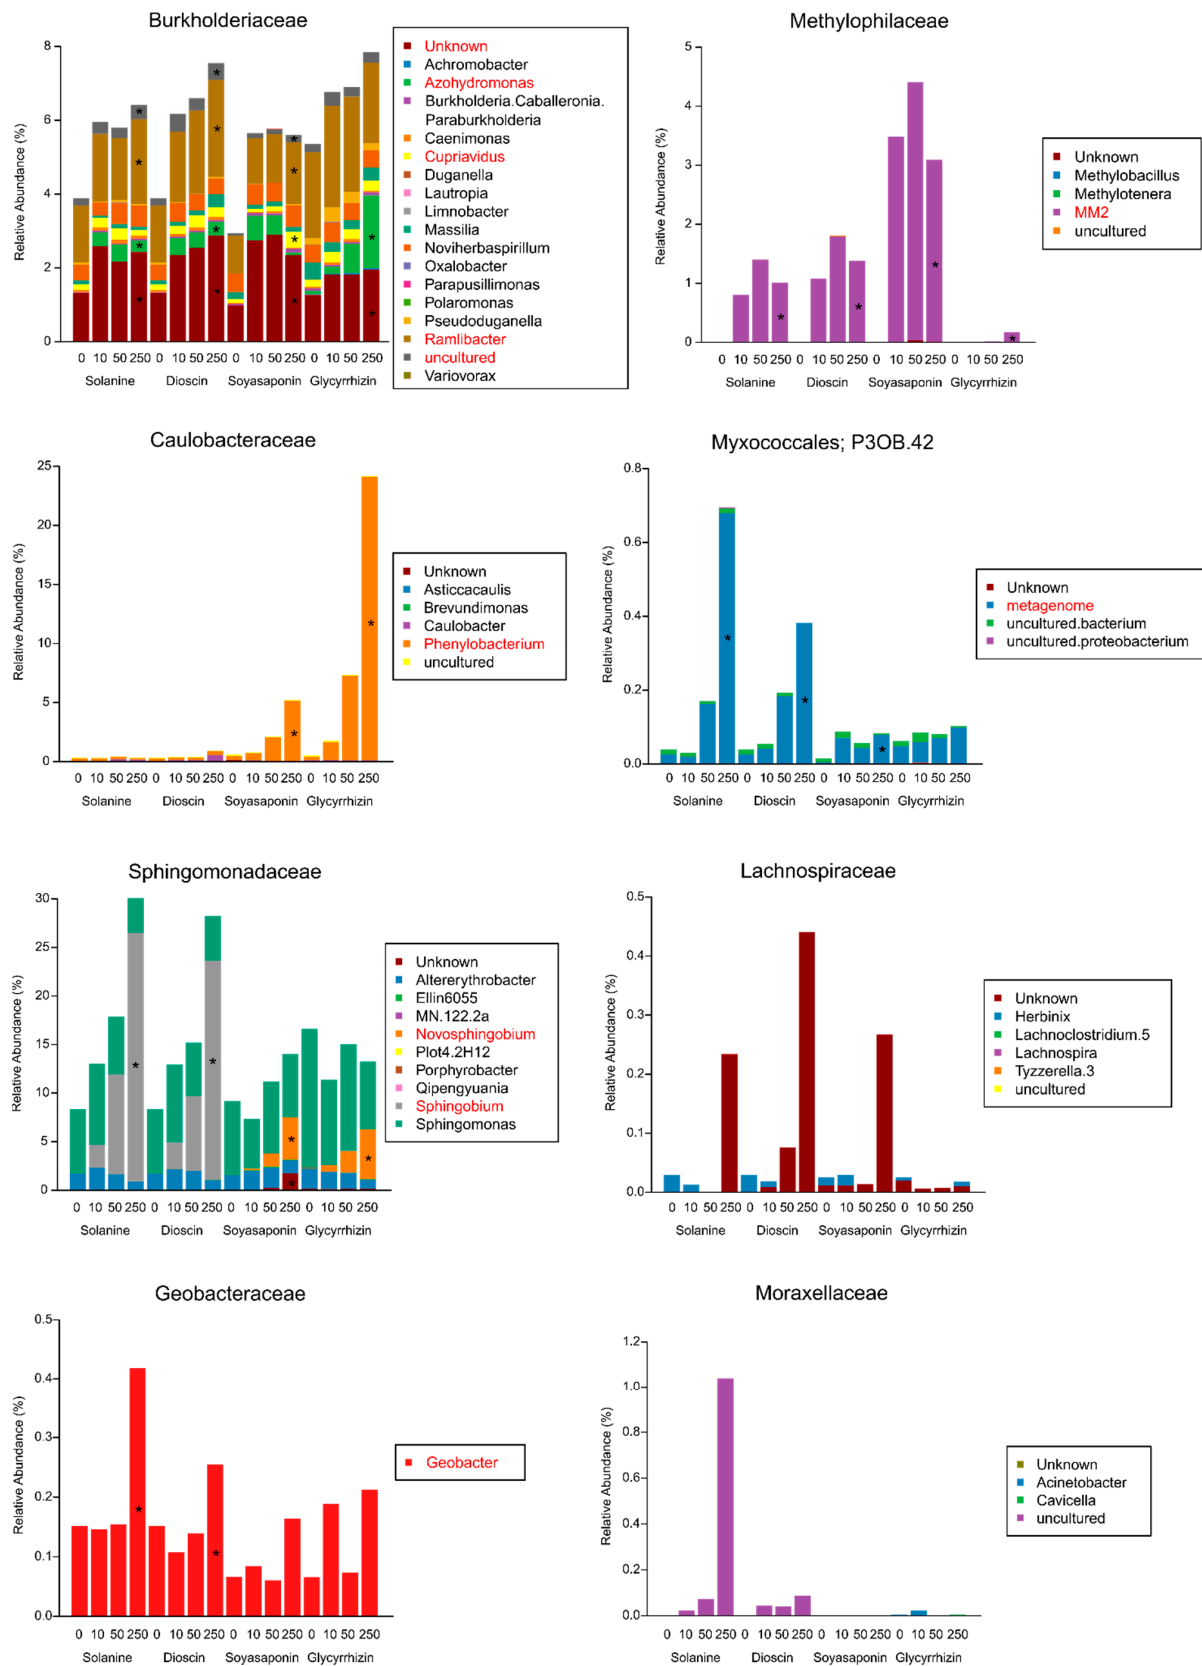 Burkholderiaceae
Relative Abundance (%)
8
6
4
2
0
0 10 50 250 0 10 50 250 0 10 50 250 0 10 50 250
Solanine Dioscin Soyasaponin Glycyrrhizin
* * * *
* * *
* * * *
* * * *
Unknown
Achromobacter
Azohydromonas
Burkholderia.Caballeronia.
Paraburkholderia
Caenimonas
Cupriavidus
Duganella
Lautropia
Limnobacter
Massilia
Noviherbaspirillum
Oxalobacter
Parapusillimonas
Polaromonas
Pseudoduganella
Ramlibacter
uncultured
Variovorax
Methylophilaceae
Relative Abundance (%)
5
4
3
2
1
0
* * * *
0 10 50 250 0 10 50 250 0 10 50 250 0 10 50 250
Solanine Dioscin Soyasaponin Glycyrrhizin
Unknown
Methylobacillus
Methylotenera
MM2
uncultured
Caulobacteraceae
Relative Abundance (%)
25
20
15
10
5
0
* *
0 10 50 250 0 10 50 250 0 10 50 250 0 10 50 250
Solanine Dioscin Soyasaponin Glycyrrhizin
Unknown
Asticcacaulis
Brevundimonas
Caulobacter
Phenylobacterium
uncultured
Myxococcales; P3OB.42
Relative Abundance (%)
0.8
0.6
0.4
0.2
0.0
* * *
0 10 50 250 0 10 50 250 0 10 50 250 0 10 50 250
Solanine Dioscin Soyasaponin Glycyrrhizin
Unknown
metagenome
uncultured.bacterium
uncultured.proteobacterium
Sphingomonadaceae
Relative Abundance (%)
30
25
20
15
10
5
0
* * * * *
0 10 50 250 0 10 50 250 0 10 50 250 0 10 50 250
Solanine Dioscin Soyasaponin Glycyrrhizin
Unknown
Altererythrobacter
Ellin6055
MN.122.2a
Novosphingobium
Plot4.2H12
Porphyrobacter
Qipengyuania
Sphingobium
Sphingomonas
Lachnospiraceae
Relative Abundance (%)
0.5
0.4
0.3
0.2
0.1
0.0
0 10 50 250 0 10 50 250 0 10 50 250 0 10 50 250
Solanine Dioscin Soyasaponin Glycyrrhizin
Unknown
Herbinix
Lachnoclostridium.5
Lachnospira
Tyzzerella.3
uncultured
Geobacteraceae
Relative Abundance (%)
0.5
0.4
0.3
0.2
0.1
0.0
* *
0 10 50 250 0 10 50 250 0 10 50 250 0 10 50 250
Solanine Dioscin Soyasaponin Glycyrrhizin
Geobacter
Moraxellaceae
Relative Abundance (%)
1.2
1.0
0.8
0.6
0.4
0.2
0.0
0 10 50 250 0 10 50 250 0 10 50 250 0 10 50 250
Solanine Dioscin Soyasaponin Glycyrrhizin
Unknown
Acinetobacter
Cavicella
uncultured